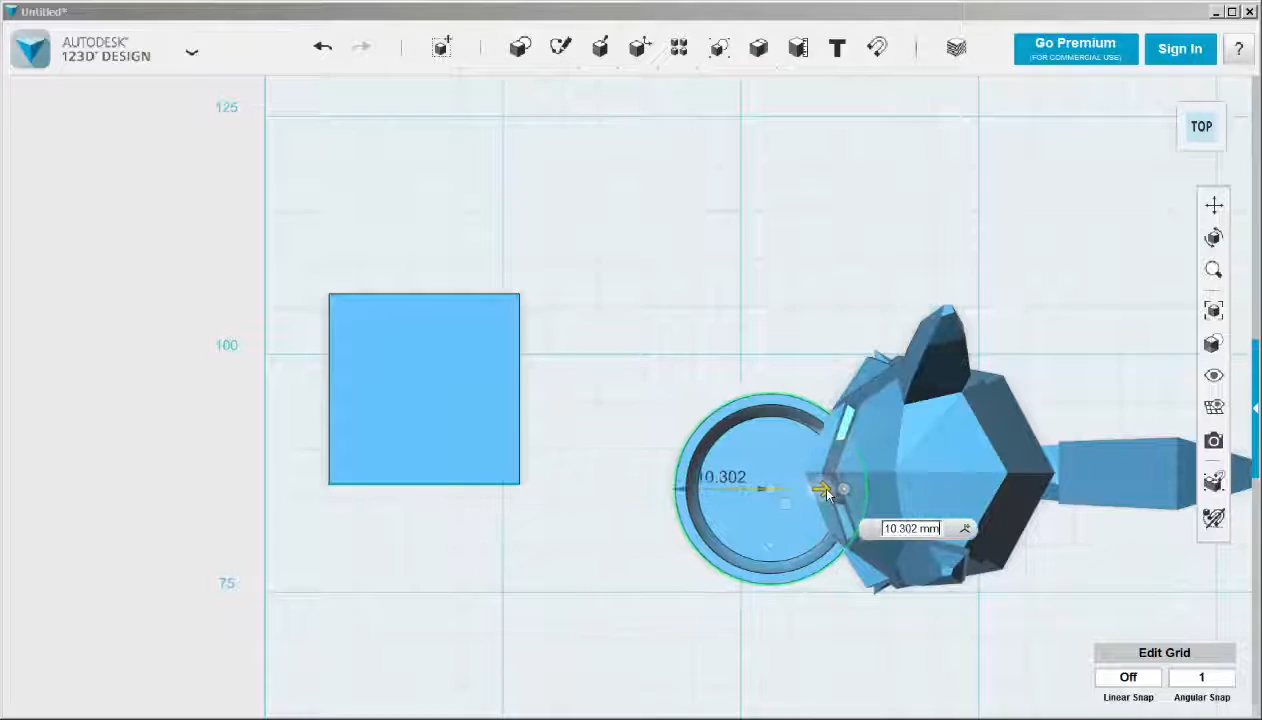 Untitled*
AUTODESK®
123D® DESIGN
T
Go Premium
(FOR COMMERCIAL USE)
Sign In
?
125
TOP
100
10.302
10.302 mm
75
Edit Grid
Off
1
Linear Snap
Angular Snap